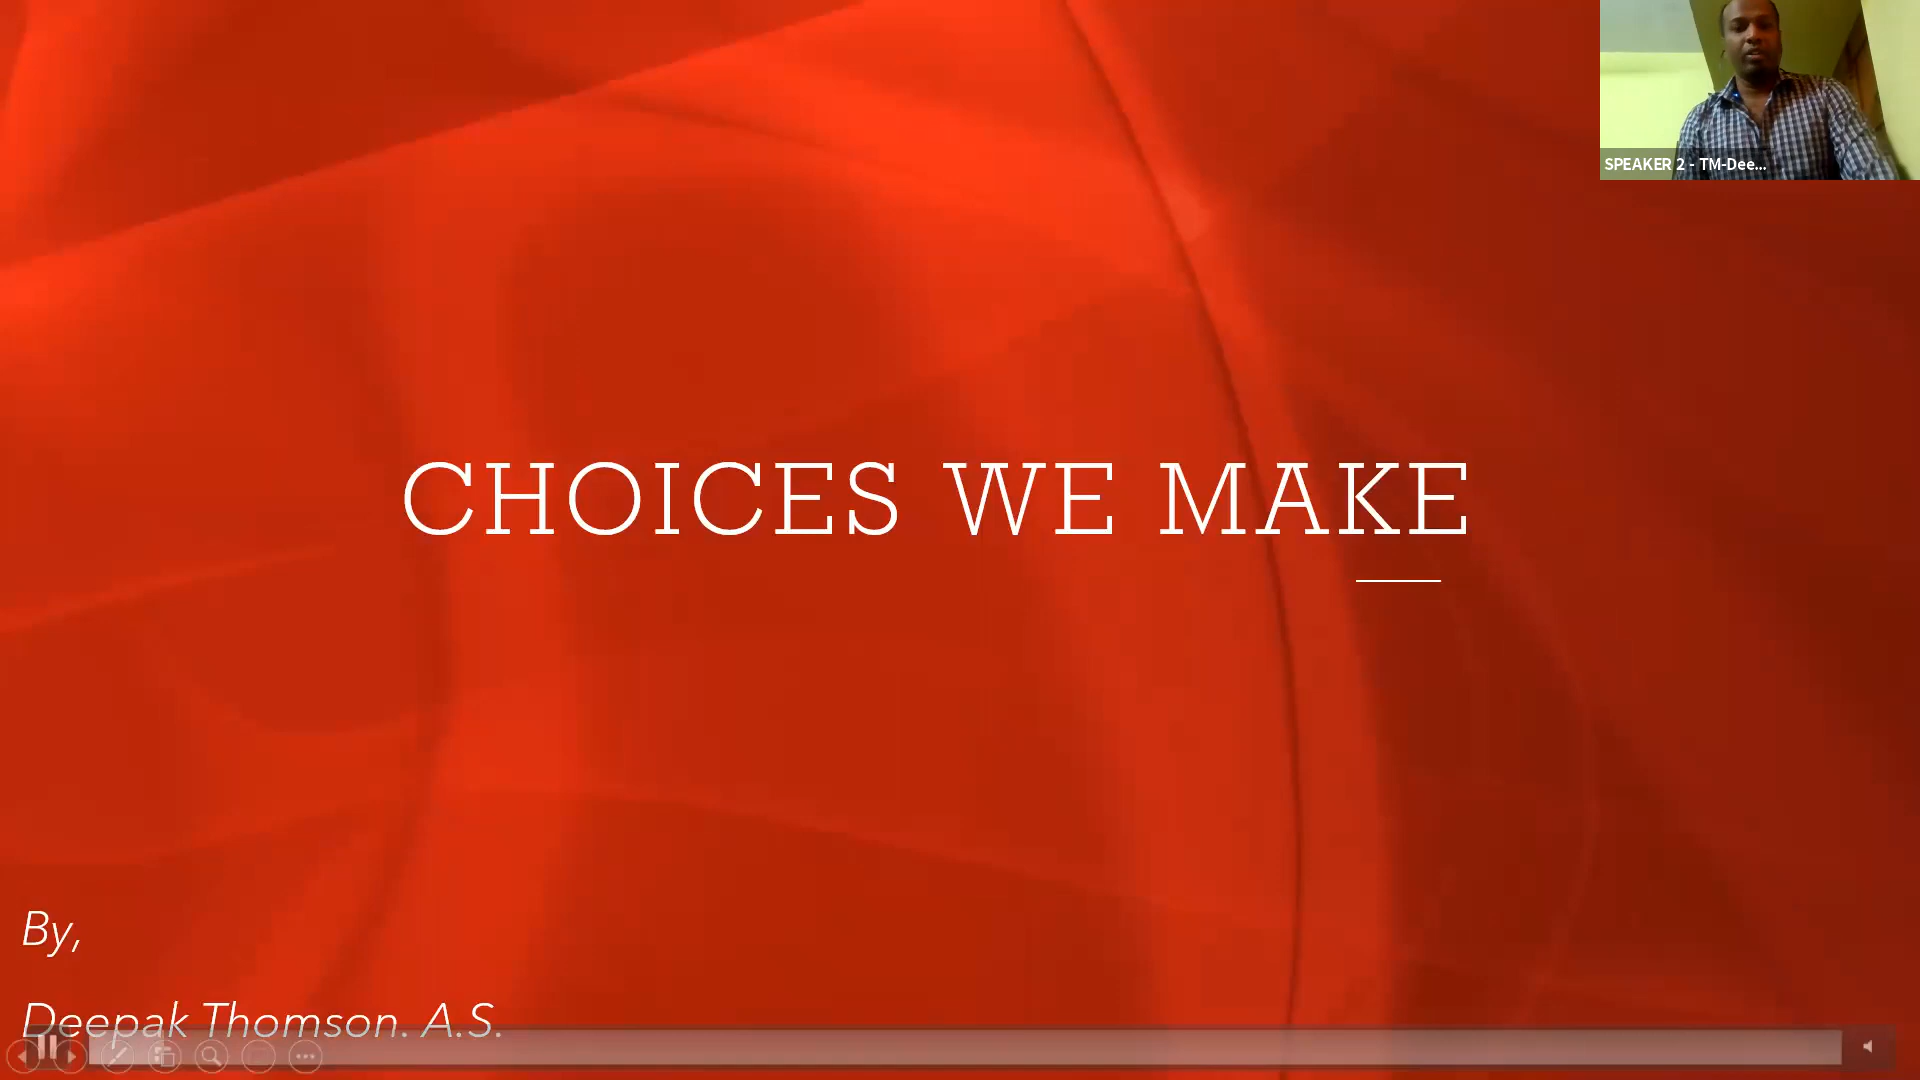 SPEAKER 2 - TM-Dee...
CHOICES WE MAKE
By,
Deepak Thomson. A.S.